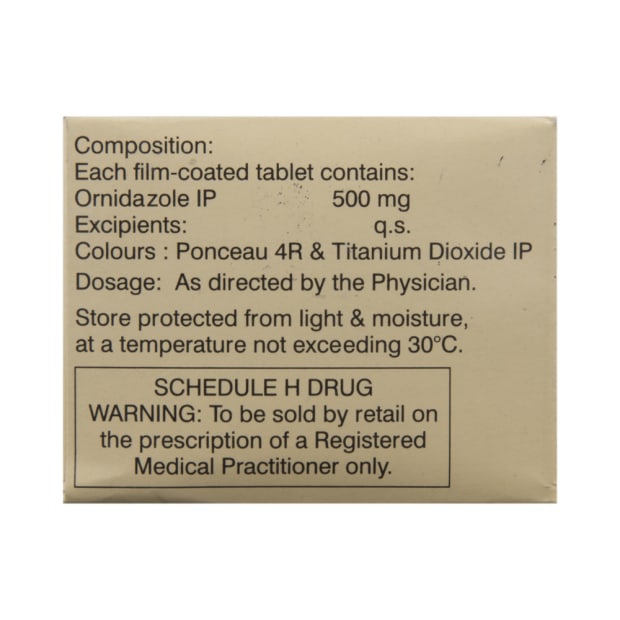 Composition:
Each film-coated tablet contains:
Ornidazole IP 500 mg
Excipients: q.s.
Colours : Ponceau 4R & Titanium Dioxide IP
Dosage: As directed by the Physician.
Store protected from light & moisture,
at a temperature not exceeding 30°C.
SCHEDULE H DRUG
WARNING: To be sold by retail on
the prescription of a Registered
Medical Practitioner only.